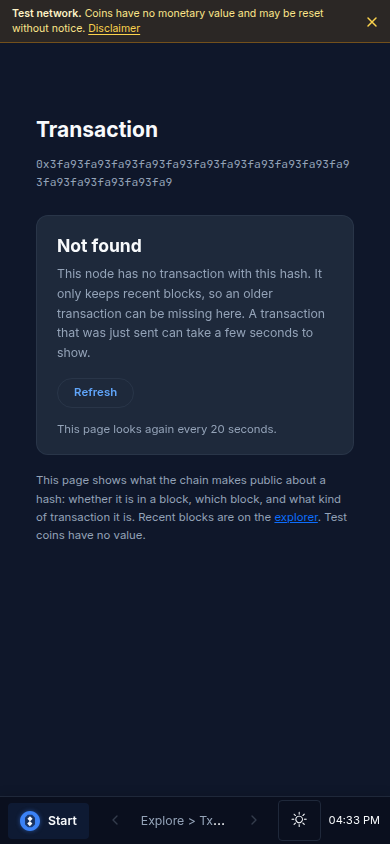 Test network. Coins have no monetary value and may be reset
without notice. Disclaimer
Transaction
0x3fa93fa93fa93fa93fa93fa93fa93fa93fa93fa93fa9
3fa93fa93fa93fa93fa9
Not found
This node has no transaction with this hash. It
only keeps recent blocks, so an older
transaction can be missing here. A transaction
that was just sent can take a few seconds to
show.
Refresh
This page looks again every 20 seconds.
This page shows what the chain makes public about a
hash: whether it is in a block, which block, and what kind
of transaction it is. Recent blocks are on the explorer. Test
coins have no value.
Start
Explore > Tx...
04:33 PM